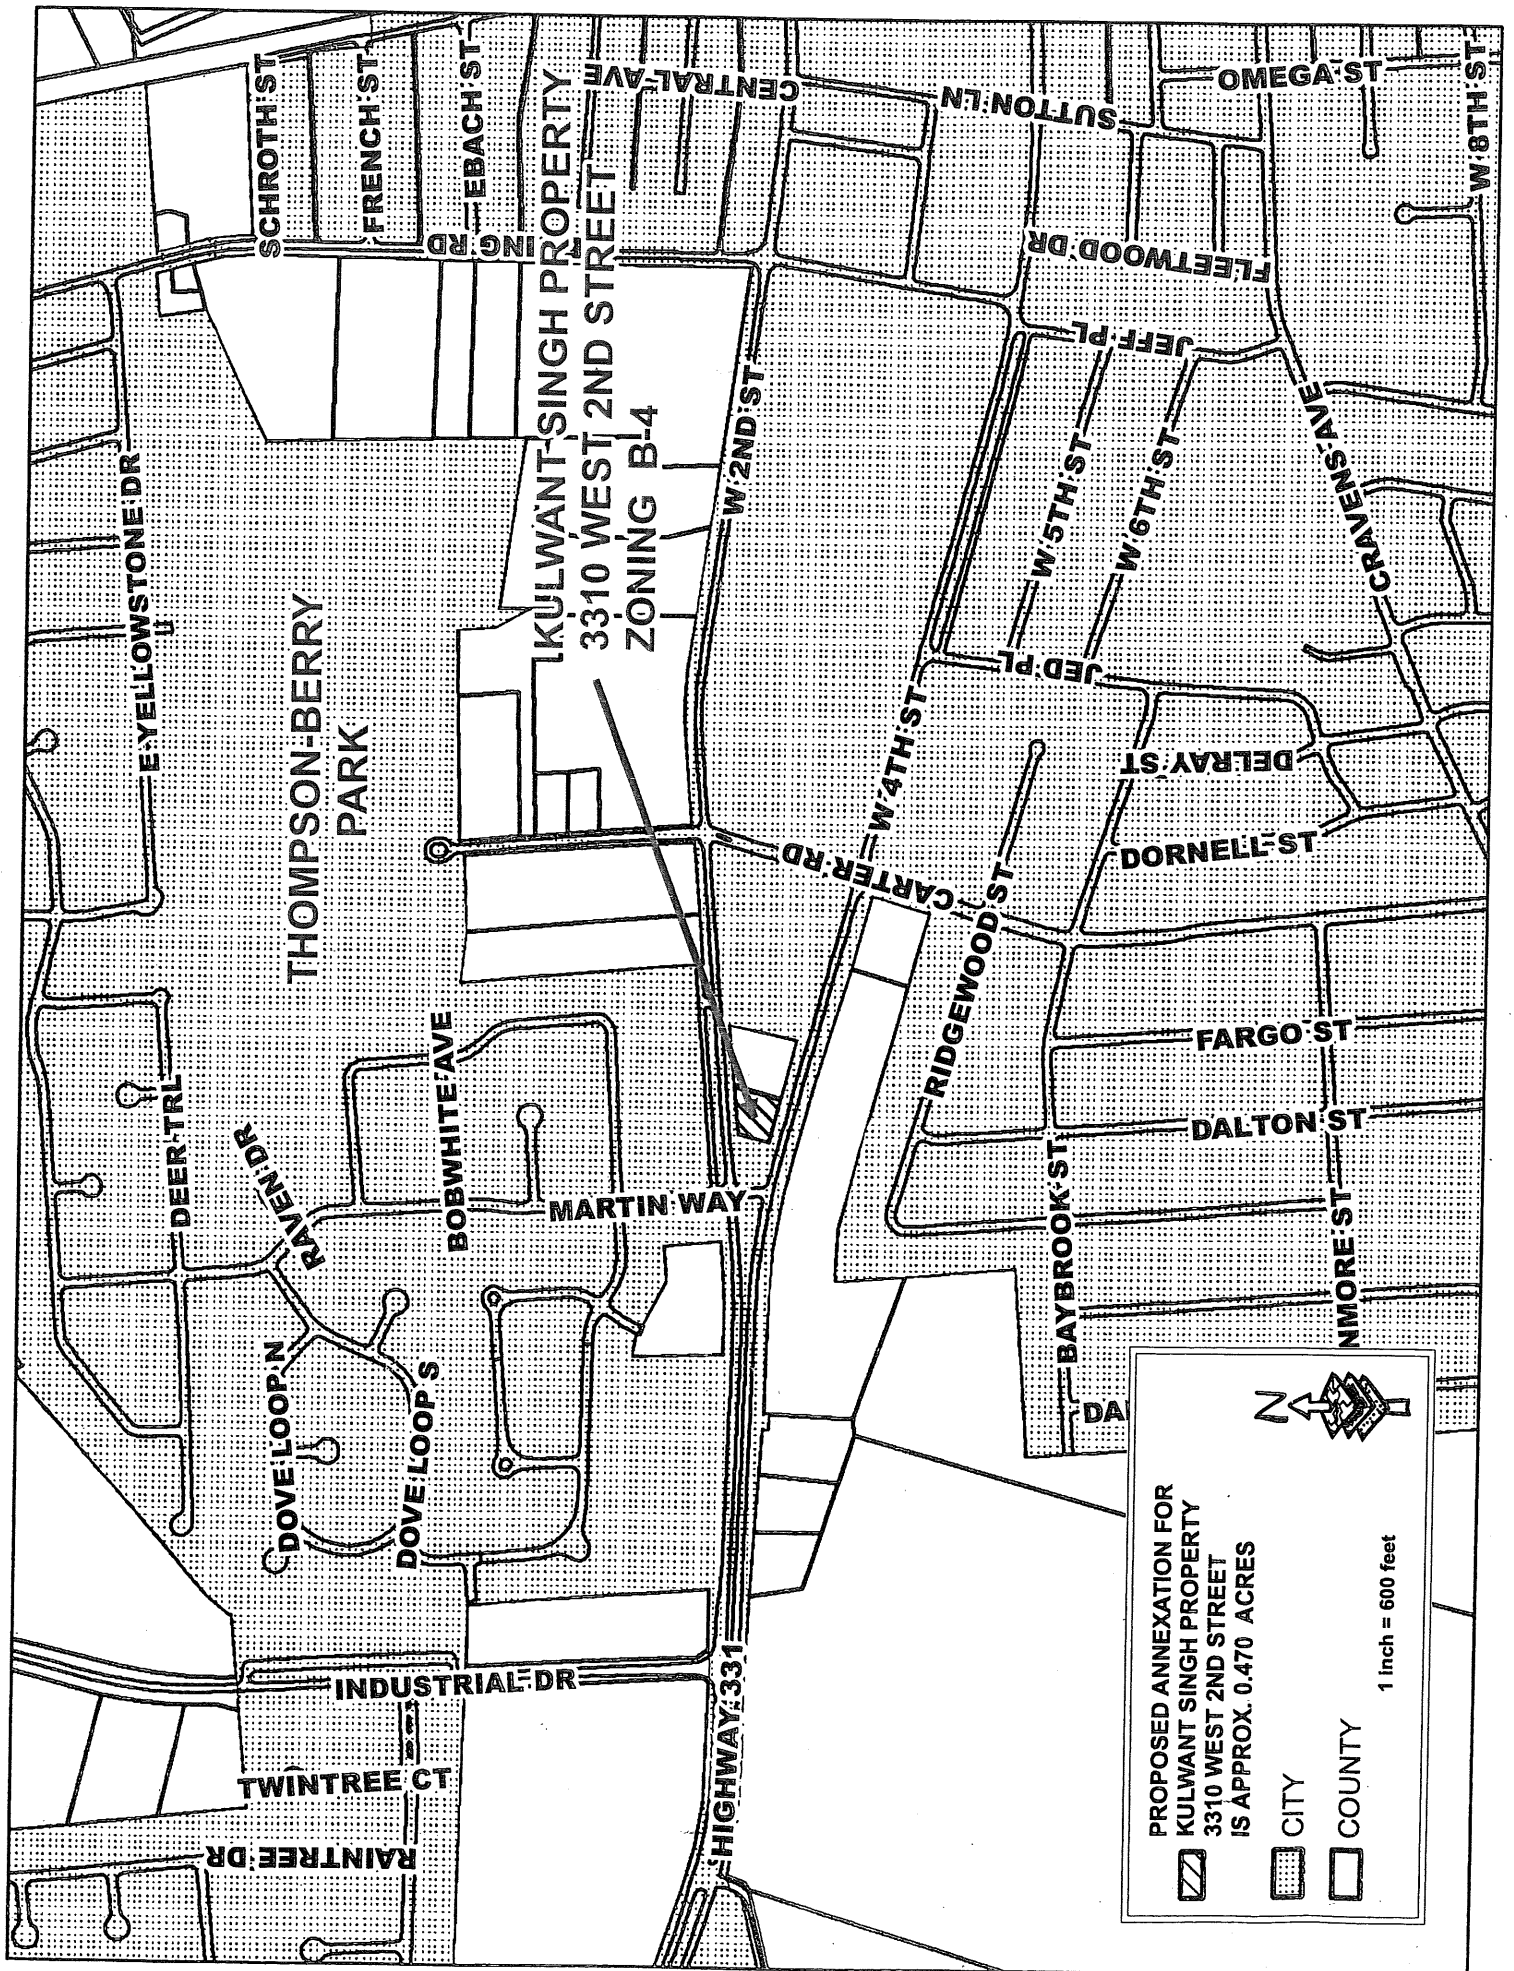 SCHROTH ST
FRENCH ST
EBACH ST
ING RD
CENTRAL AVE
SUTTON LN
OMEGA ST
W 8TH ST
FLEETWOOD DR
JEFF PL
KULWANT SINGH PROPERTY
3310 WEST 2ND STREET
ZONING B-4
W 2ND ST
E YELLOWSTONE DR
THOMPSON-BERRY
PARK
W 5TH ST
W 6TH ST
CRAVENS AVE
JED PL
W 4TH ST
DELRAY ST
DORNELL ST
CARTER RD
RIDGEWOOD ST
FARGO ST
DALTON ST
BAYBROOK ST
NMORE ST
DEER TRL
RAVEN DR
BOBWHITE AVE
MARTIN WAY
DOVE LOOP N
DOVE LOOP S
INDUSTRIAL DR
HIGHWAY 331
TWINTREE CT
RAINTREE DR
DA
PROPOSED ANNEXATION FOR
KULWANT SINGH PROPERTY
3310 WEST 2ND STREET
IS APPROX. 0.470 ACRES
CITY
COUNTY
1 inch = 600 feet
N